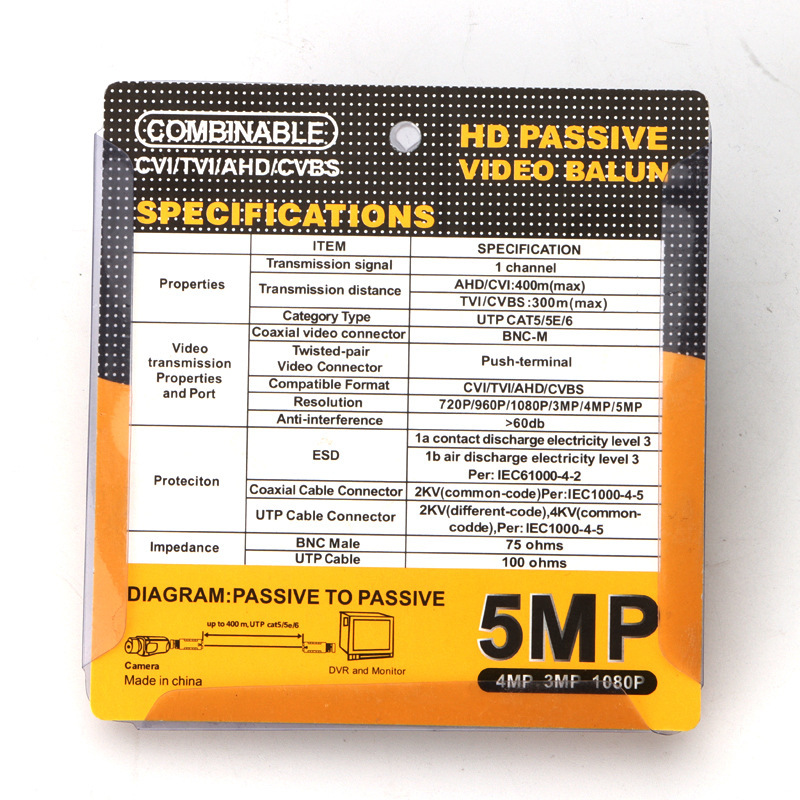 COMBINABLE
CVI/TVI/AHD/CVBS
HD PASSIVE
VIDEO BALUN
SPECIFICATIONS
ITEM SPECIFICATION
Properties
Transmission signal 1 channel
Transmission distance AHD/CVI:400m(max)
TVI/CVBS:300m(max)
Category Type UTP CAT5/5E/6
Video
transmission
Properties
and Port
Coaxial video connector BNC-M
Twisted-pair
Video Connector
Push-terminal
Compatible Format CVI/TVI/AHD/CVBS
Resolution 720P/960P/1080P/3MP/4MP/5MP
Anti-interference >60db
Proteciton
ESD
1a contact discharge electricity level 3
1b air discharge electricity level 3
Per: IEC61000-4-2
Coaxial Cable Connector 2KV(common-code)Per:IEC1000-4-5
UTP Cable Connector
2KV(different-code),4KV(common-
codde),Per: IEC1000-4-5
Impedance
BNC Male 75 ohms
UTP Cable 100 ohms
DIAGRAM:PASSIVE TO PASSIVE
up to 400 m, UTP cat5/5e/6
Camera
DVR and Monitor
Made in china
5MP
4MP 3MP 1080P